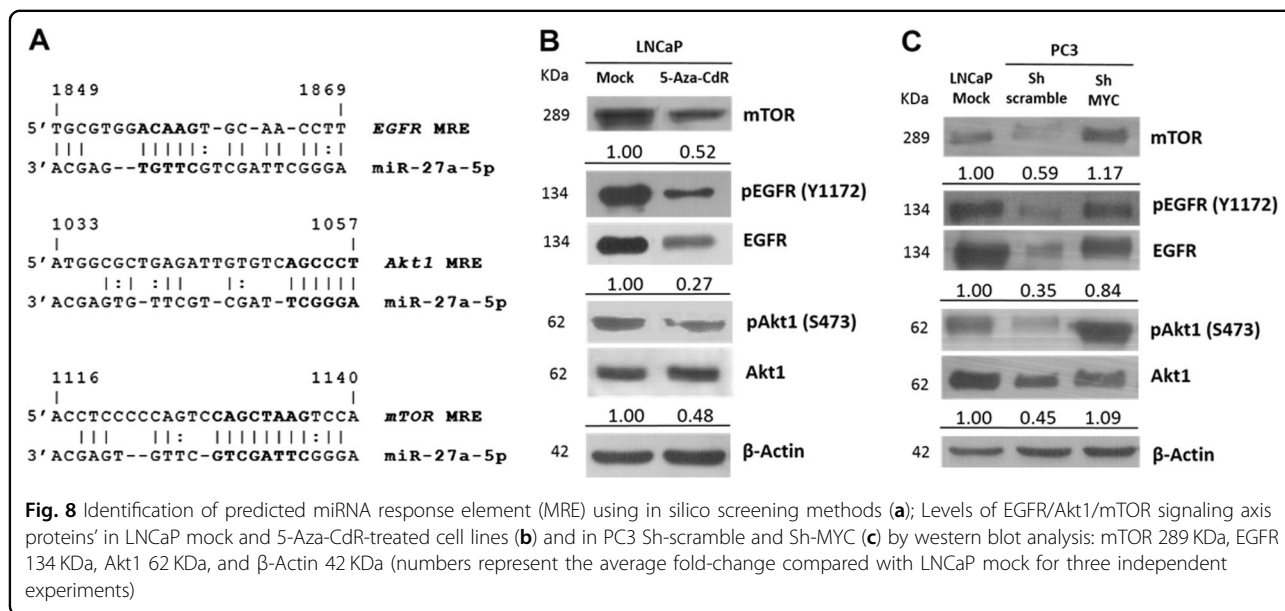 A
1849 1869
5' TGCGTGGACAAGT-GC-AA-CCTT EGFR MRE
3' ACGAG--TGTTCGTCGATTCGGGA miR-27a-5p
1033 1057
5' ATGGCGCTGAGATTGTGTCAGCCCT Akt1 MRE
3' ACGAGTG-TTCGT-CGAT-TCGGGA miR-27a-5p
1116 1140
5' ACCTCCCCCAGTCCAGCTAAGTCCA mTOR MRE
3' ACGAGT--GTTC-GTCGATTCGGGA miR-27a-5p
B
LNCaP
KDa Mock 5-Aza-CdR
289 mTOR
1.00 0.52
134 pEGFR (Y1172)
134 EGFR
1.00 0.27
62 pAkt1 (S473)
62 Akt1
1.00 0.48
42 β-Actin
C
PC3
KDa LNCaP Mock Sh scramble Sh MYC
289 mTOR
1.00 0.59 1.17
134 pEGFR (Y1172)
134 EGFR
1.00 0.35 0.84
62 pAkt1 (S473)
62 Akt1
1.00 0.45 1.09
42 β-Actin
Fig. 8 Identification of predicted miRNA response element (MRE) using in silico screening methods (a); Levels of EGFR/Akt1/mTOR signaling axis
proteins' in LNCaP mock and 5-Aza-CdR-treated cell lines (b) and in PC3 Sh-scramble and Sh-MYC (c) by western blot analysis: mTOR 289 KDa, EGFR
134 KDa, Akt1 62 KDa, and β-Actin 42 KDa (numbers represent the average fold-change compared with LNCaP mock for three independent
experiments)